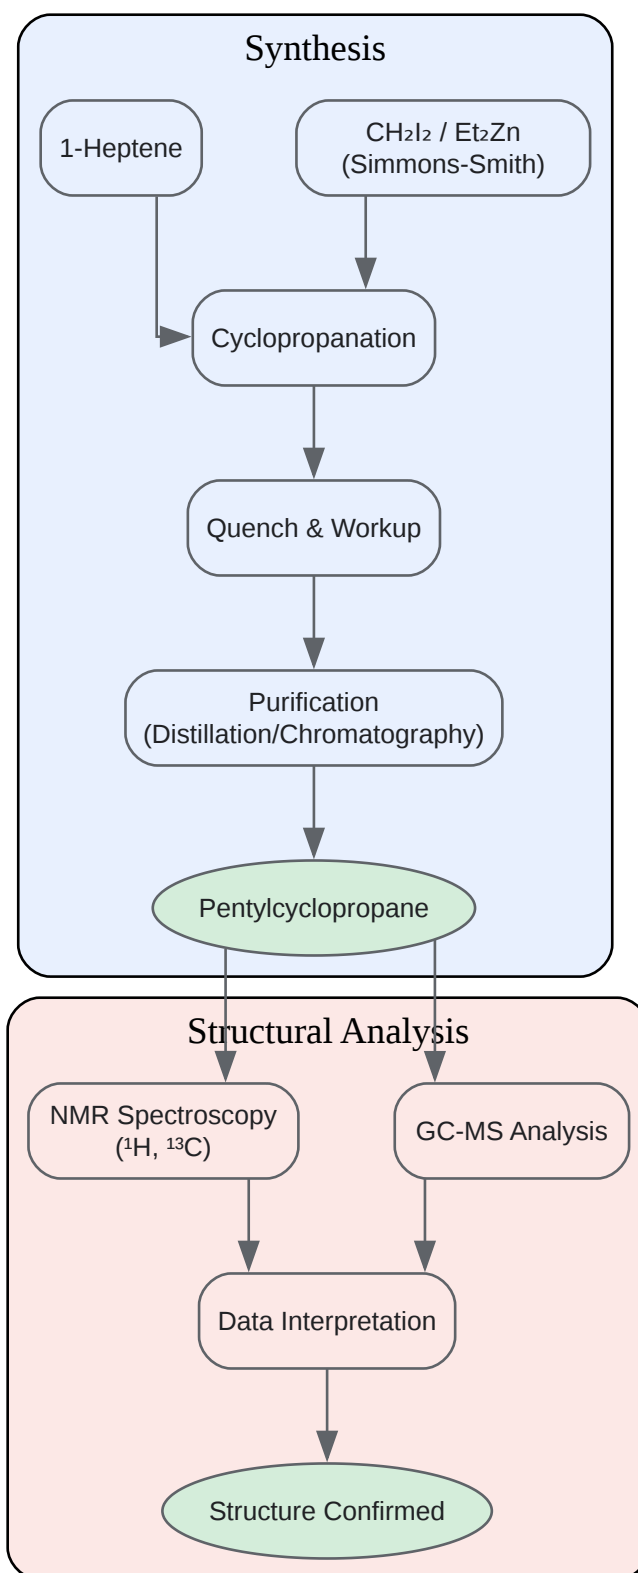 Synthesis
1-Heptene
CH₂I₂ / Et₂Zn
(Simmons-Smith)
Cyclopropanation
Quench & Workup
Purification
(Distillation/Chromatography)
Pentylcyclopropane
Structural Analysis
NMR Spectroscopy
(¹H, ¹³C)
GC-MS Analysis
Data Interpretation
Structure Confirmed